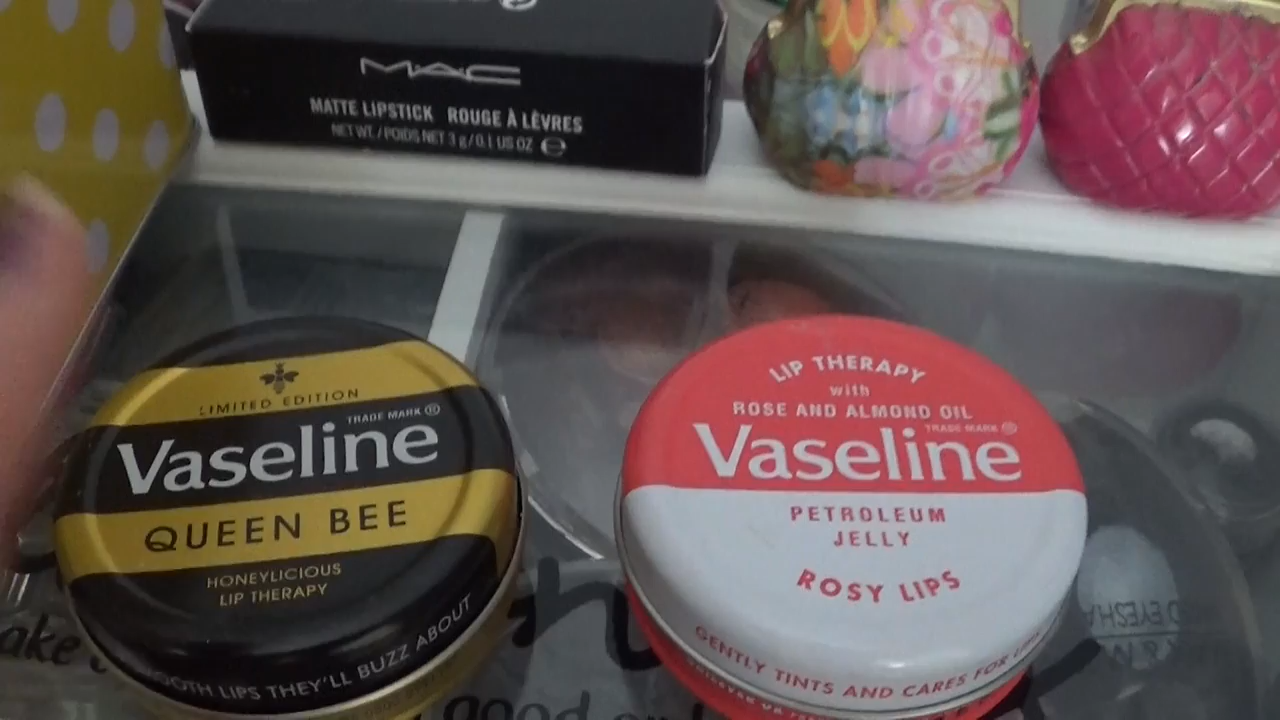 MAC
MATTE LIPSTICK ROUGE À LÈVRES
NET WT. / POIDS NET 3 g / 0.1 US OZ ℮
LIMITED EDITION
TRADE MARK ®
Vaseline
QUEEN BEE
HONEYLICIOUS
LIP THERAPY
SMOOTH LIPS THEY'LL BUZZ ABOUT
LIP THERAPY
with
ROSE AND ALMOND OIL
TRADE MARK ®
Vaseline
PETROLEUM
JELLY
ROSY LIPS
GENTLY TINTS AND CARES FOR
good